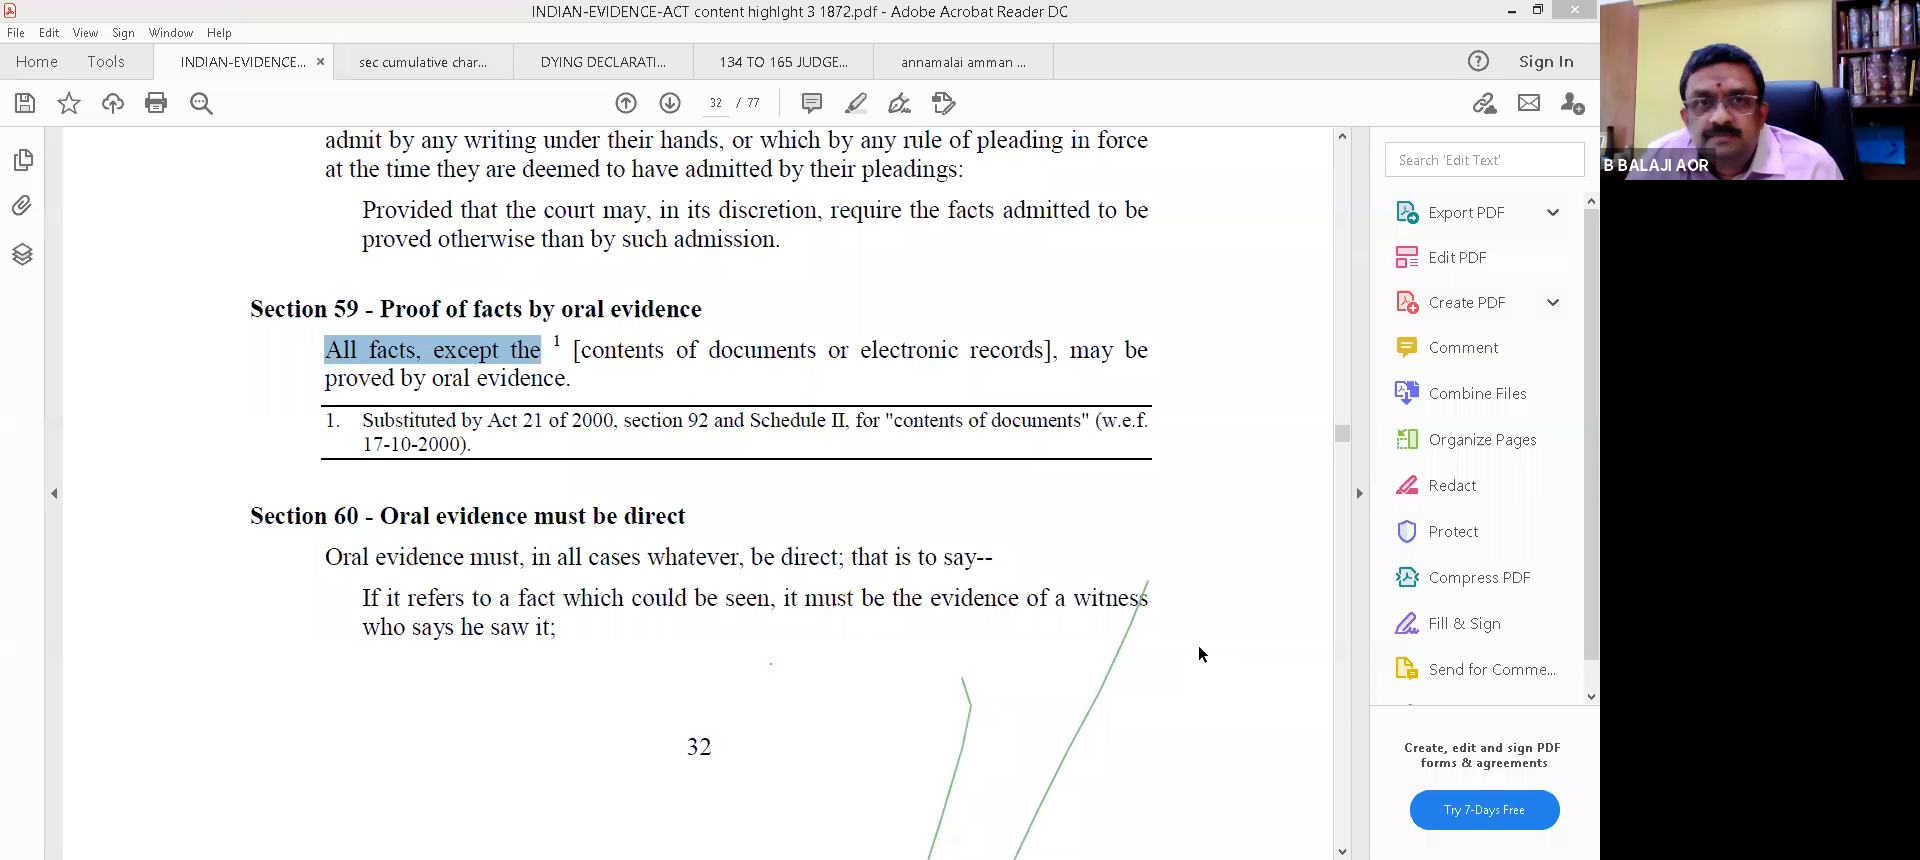 INDIAN-EVIDENCE-ACT content highlght 3 1872.pdf - Adobe Acrobat Reader DC
File Edit View Sign Window Help
Home Tools INDIAN-EVIDENCE... × sec cumulative char... DYING DECLARATI... 134 TO 165 JUDGE... annamalai amman ... Sign In
32 / 77
admit by any writing under their hands, or which by any rule of pleading in force
at the time they are deemed to have admitted by their pleadings:
Provided that the court may, in its discretion, require the facts admitted to be
proved otherwise than by such admission.
Section 59 - Proof of facts by oral evidence
All facts, except the 1 [contents of documents or electronic records], may be
proved by oral evidence.
1. Substituted by Act 21 of 2000, section 92 and Schedule II, for "contents of documents" (w.e.f.
17-10-2000).
Section 60 - Oral evidence must be direct
Oral evidence must, in all cases whatever, be direct; that is to say--
If it refers to a fact which could be seen, it must be the evidence of a witness
who says he saw it;
32
Search 'Edit Text'
Export PDF
Edit PDF
Create PDF
Comment
Combine Files
Organize Pages
Redact
Protect
Compress PDF
Fill & Sign
Send for Comme...
Create, edit and sign PDF
forms & agreements
Try 7-Days Free
B BALAJI AOR